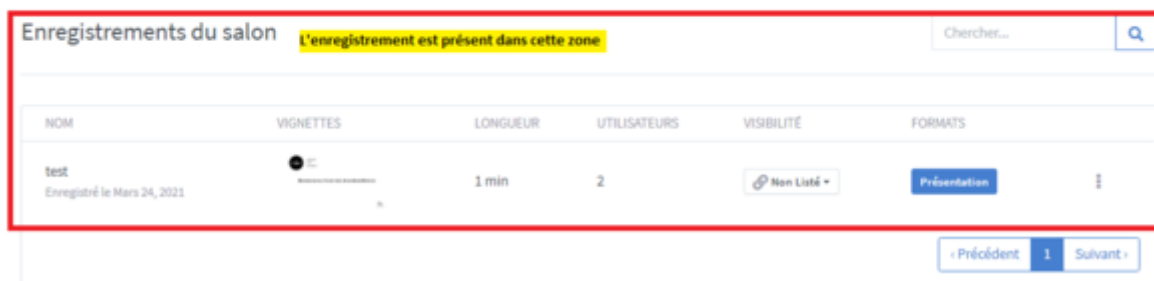 Enregistrements du salon
L'enregistrement est présent dans cette zone
Chercher...
NOM VIGNETTES LONGUEUR UTILISATEURS VISIBILITÉ FORMATS
test
Enregistré le Mars 24, 2021
1 min 2 Non Listé Présentation
‹ Précédent 1 Suivant ›